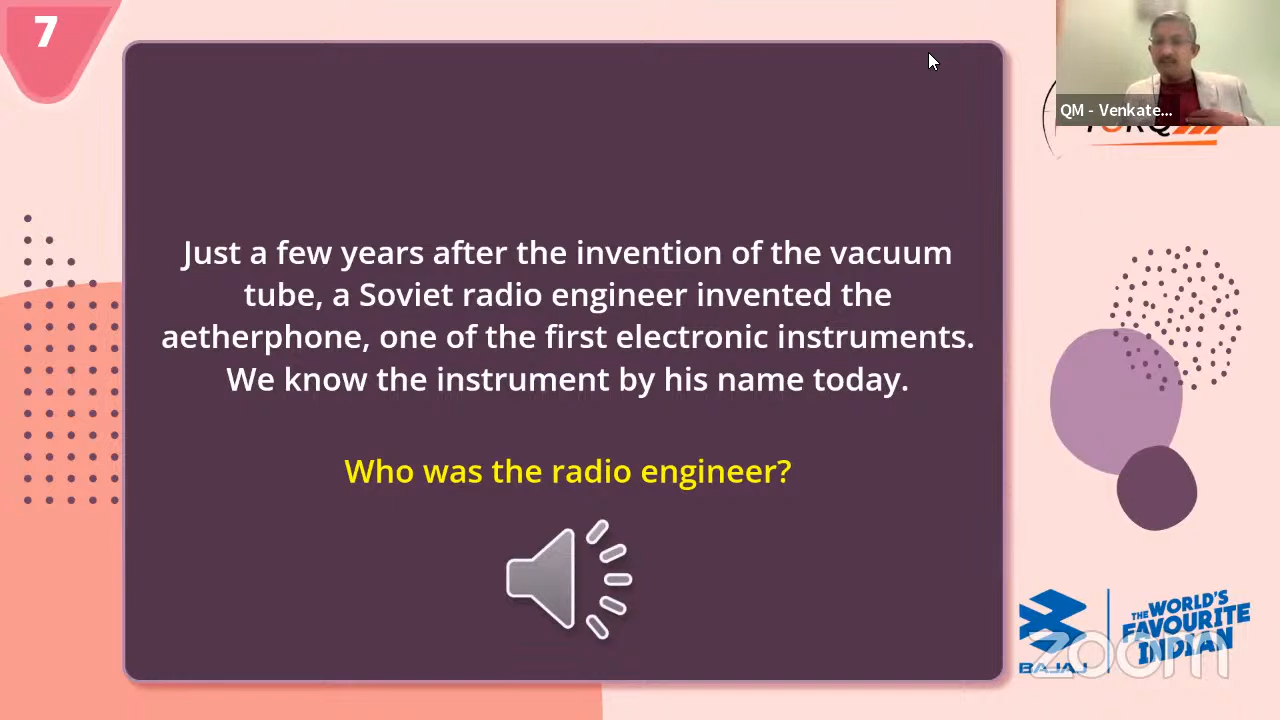 7
QM - Venkate...
Just a few years after the invention of the vacuum
tube, a Soviet radio engineer invented the
aetherphone, one of the first electronic instruments.
We know the instrument by his name today.
Who was the radio engineer?
THE WORLD'S
FAVOURITE
INDIAN
BAJAJ
zoom